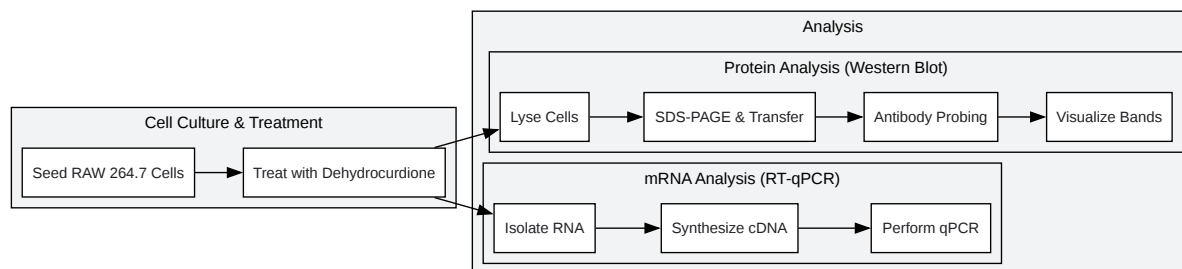 Analysis
Protein Analysis (Western Blot)
Lyse Cells
SDS-PAGE & Transfer
Antibody Probing
Visualize Bands
Cell Culture & Treatment
Seed RAW 264.7 Cells
Treat with Dehydrocurdione
mRNA Analysis (RT-qPCR)
Isolate RNA
Synthesize cDNA
Perform qPCR